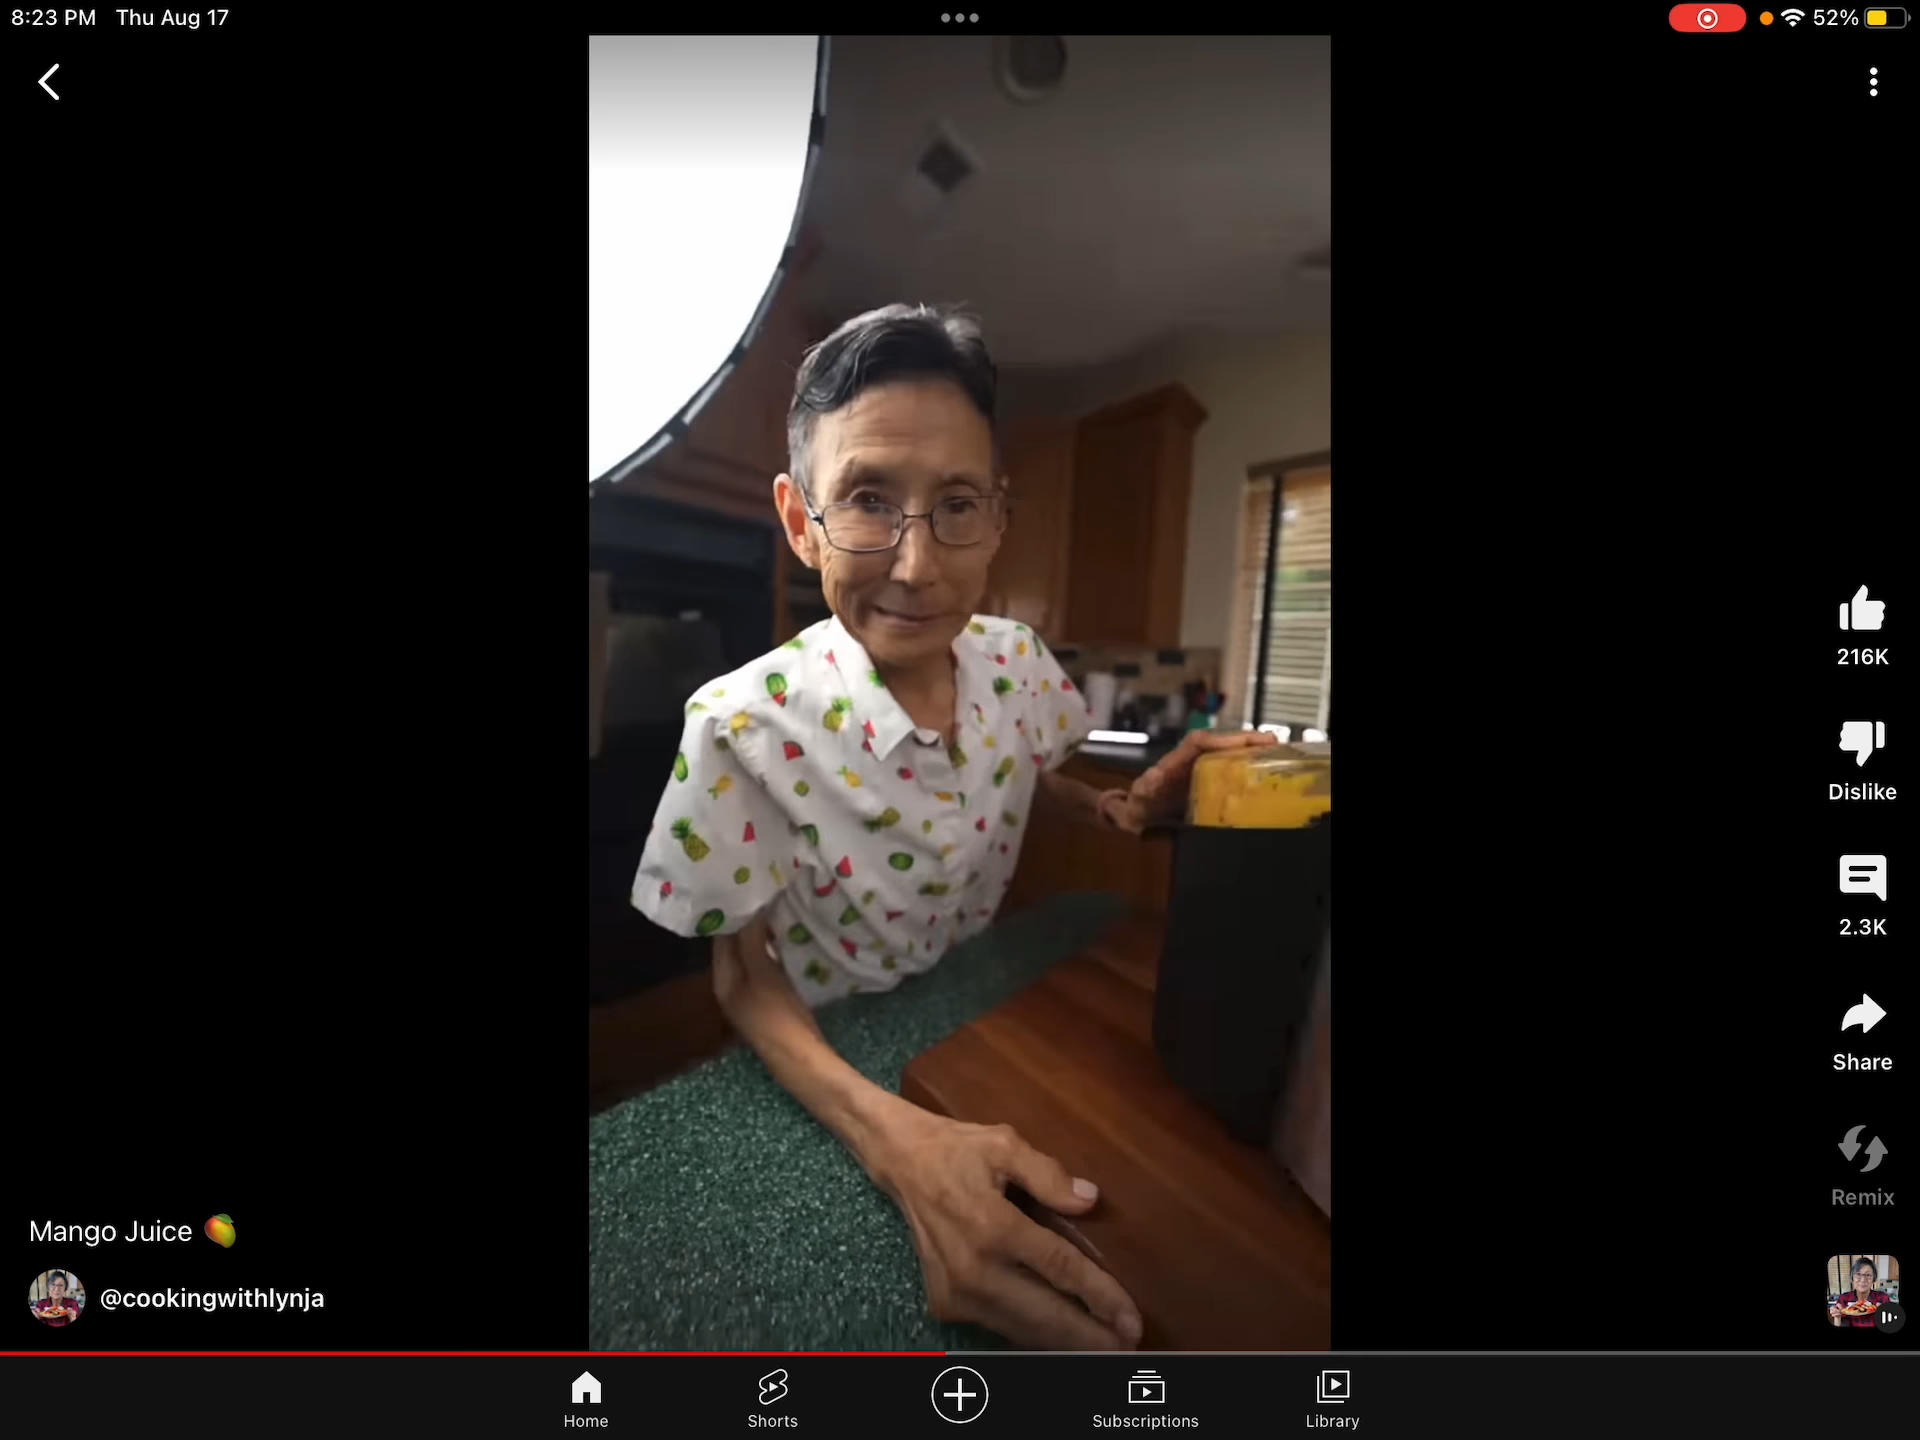 8:23 PM Thu Aug 17
52%
216K
Dislike
2.3K
Share
Remix
Mango Juice 🥭
@cookingwithlynja
Home
Shorts
Subscriptions
Library